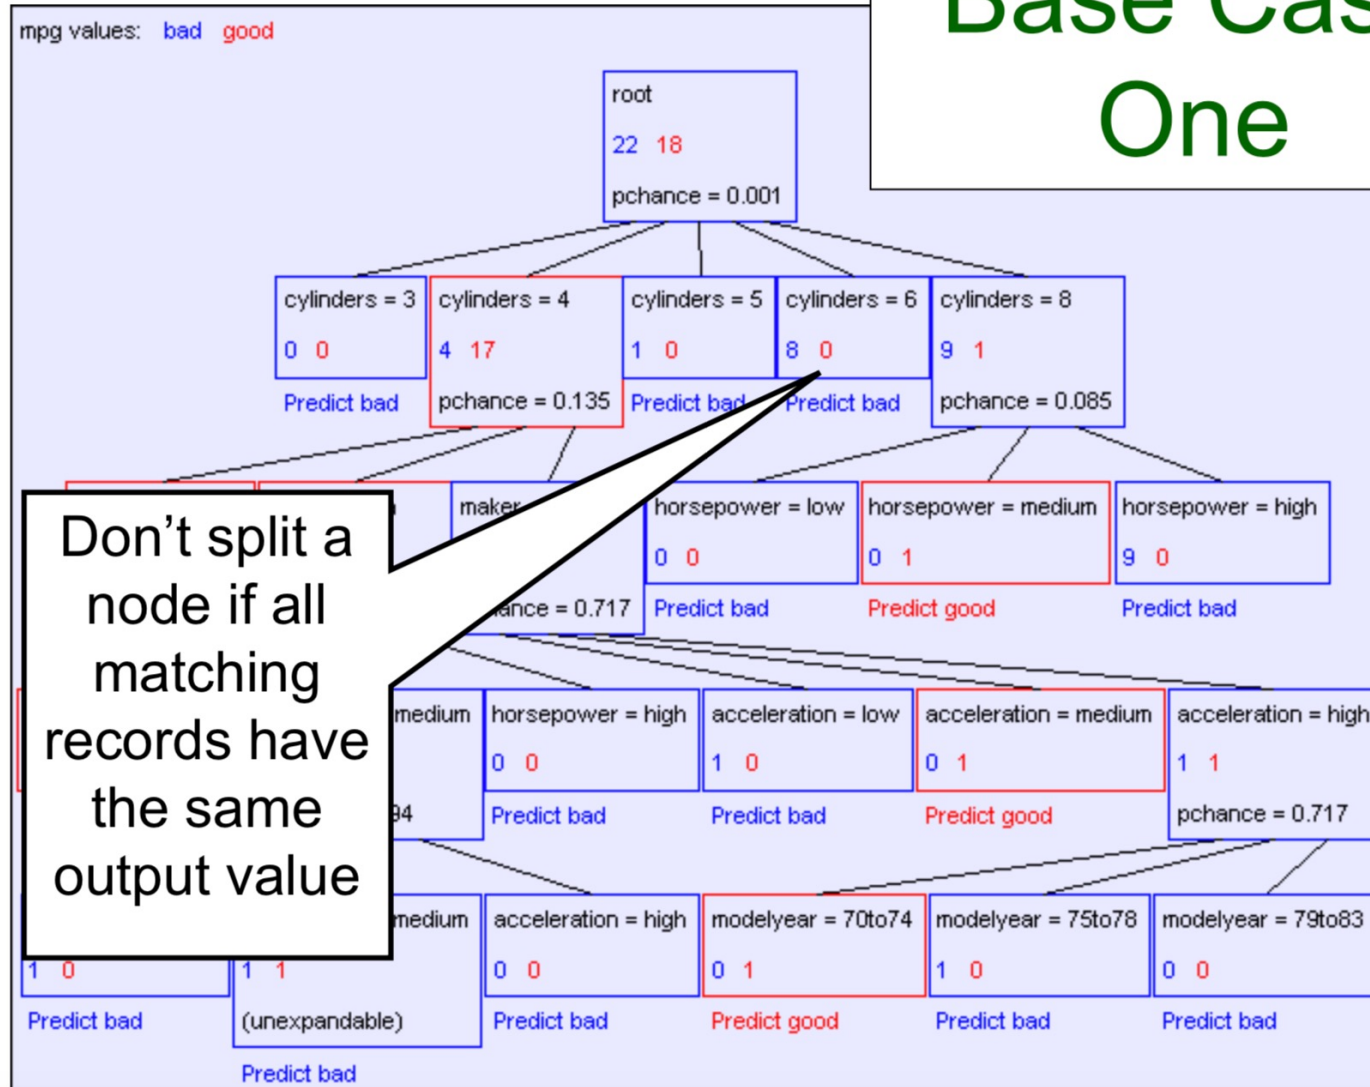 Base Cas
One
mpg values: bad good
root
22 18
pchance = 0.001
cylinders = 3
0 0
Predict bad
cylinders = 4
4 17
pchance = 0.135
cylinders = 5
1 0
Predict bad
cylinders = 6
8 0
Predict bad
cylinders = 8
9 1
pchance = 0.085
maker
ance = 0.717
horsepower = low
0 0
Predict bad
horsepower = medium
0 1
Predict good
horsepower = high
9 0
Predict bad
Don't split a
node if all
matching
records have
the same
output value
medium
94
horsepower = high
0 0
Predict bad
acceleration = low
1 0
Predict bad
acceleration = medium
0 1
Predict good
acceleration = high
1 1
pchance = 0.717
1 0
Predict bad
medium
1 1
(unexpandable)
Predict bad
acceleration = high
0 0
Predict bad
modelyear = 70to74
0 1
Predict good
modelyear = 75to78
1 0
Predict bad
modelyear = 79to83
0 0
Predict bad